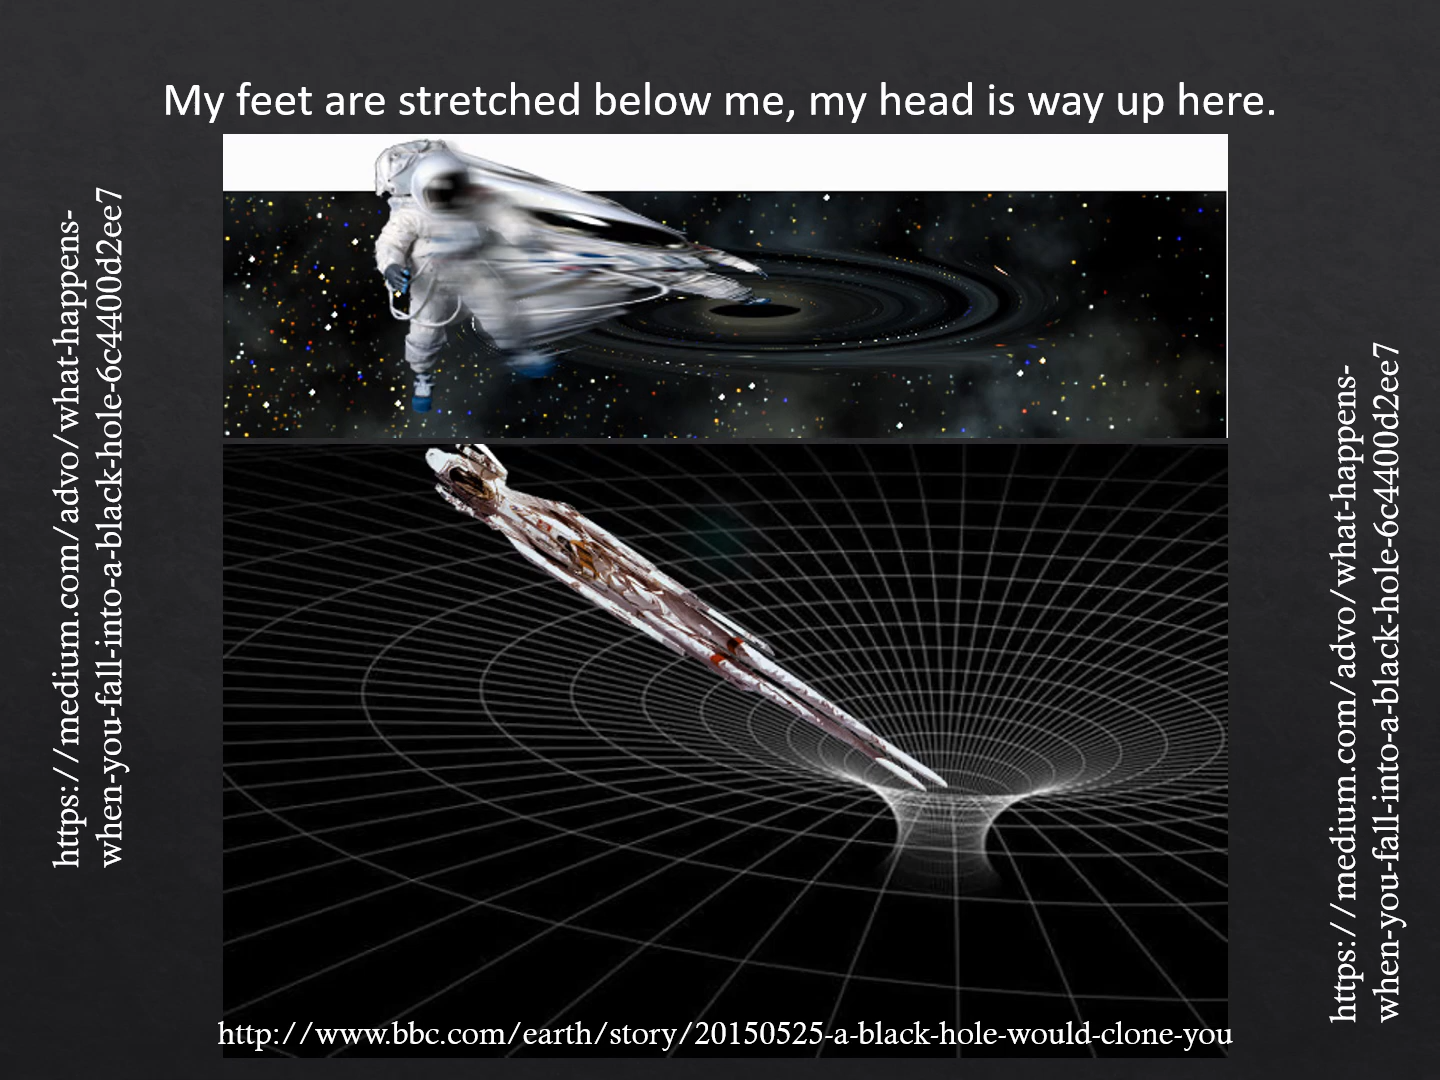 My feet are stretched below me, my head is way up here.
https://medium.com/advo/what-happens-
when-you-fall-into-a-black-hole-6c4400d2ee7
https://medium.com/advo/what-happens-
when-you-fall-into-a-black-hole-6c4400d2ee7
http://www.bbc.com/earth/story/20150525-a-black-hole-would-clone-you